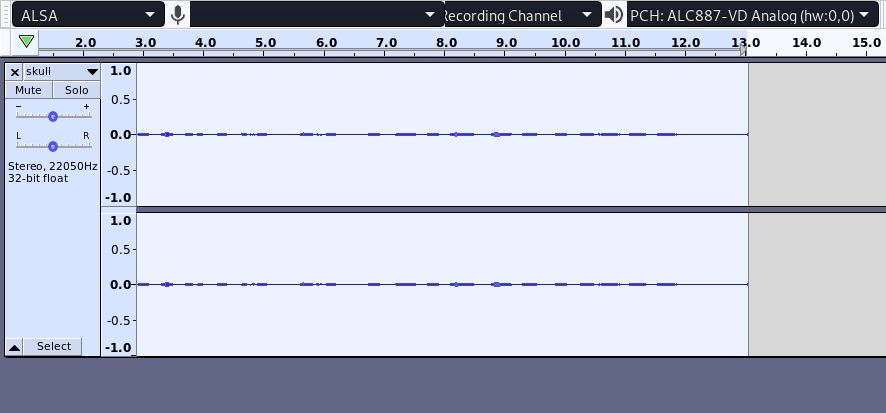 ALSA Recording Channel PCH: ALC887-VD Analog (hw:0,0)
2.0 3.0 4.0 5.0 6.0 7.0 8.0 9.0 10.0 11.0 12.0 13.0 14.0 15.0
× skull
Mute Solo
- +
L R
Stereo, 22050Hz
32-bit float
1.0
0.5
0.0
-0.5
-1.0
1.0
0.5
0.0
-0.5
-1.0
Select